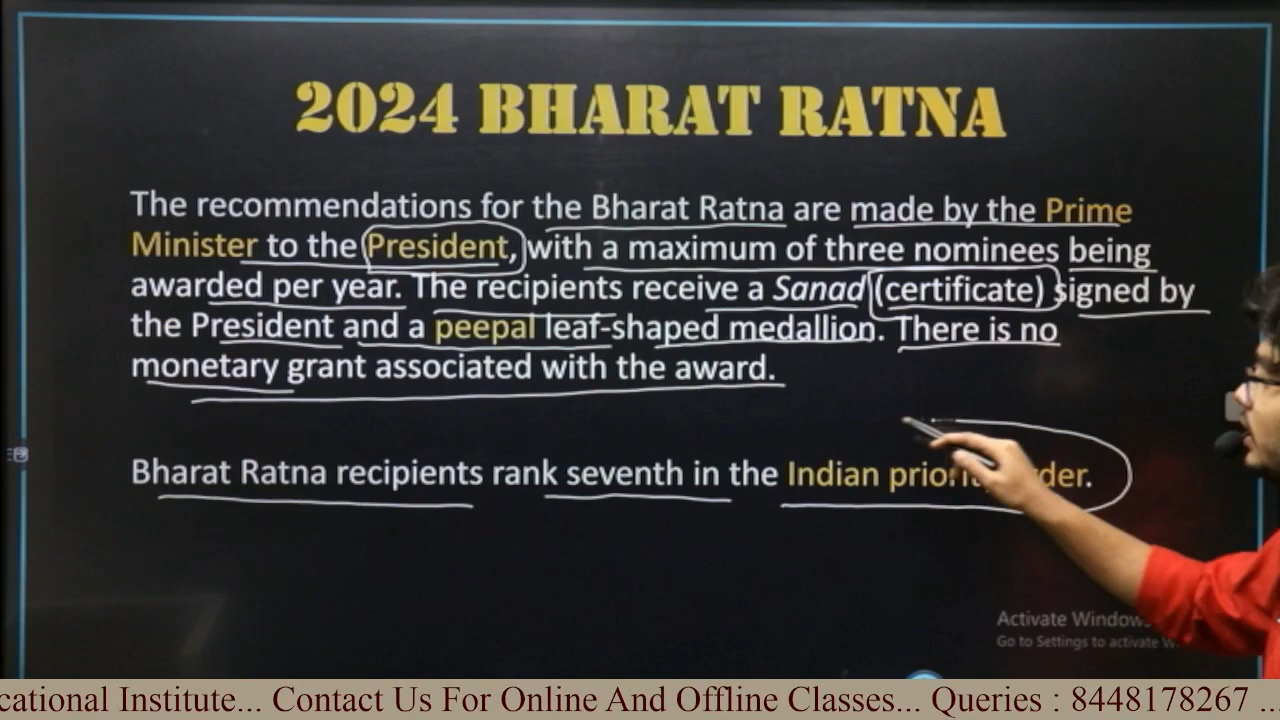 2024 BHARAT RATNA
The recommendations for the Bharat Ratna are made by the Prime
Minister to the President, with a maximum of three nominees being
awarded per year. The recipients receive a Sanad (certificate) signed by
the President and a peepal leaf-shaped medallion. There is no
monetary grant associated with the award.
Bharat Ratna recipients rank seventh in the Indian
Activate Windows
Go to Settings to activate
Institute... Contact Us For Online And Offline Classes... Queries : 8448178267 ...